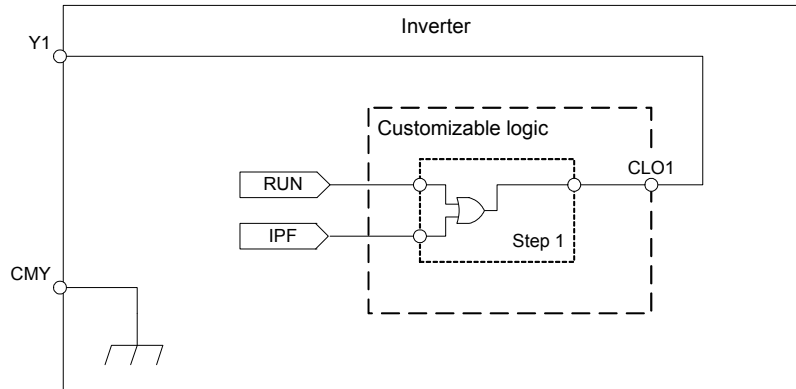 Inverter
Y1
Customizable logic
CLO1
RUN
IPF
Step 1
CMY